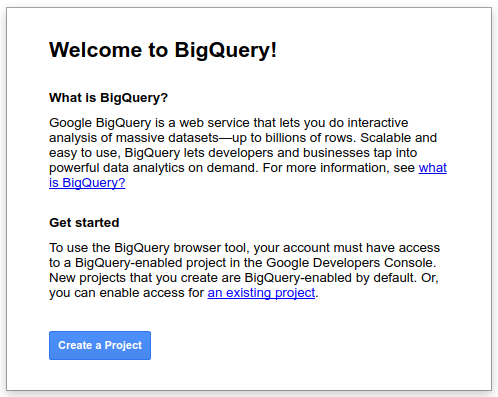 Welcome to BigQuery!
What is BigQuery?
Google BigQuery is a web service that lets you do interactive
analysis of massive datasets—up to billions of rows. Scalable and
easy to use, BigQuery lets developers and businesses tap into
powerful data analytics on demand. For more information, see what
is BigQuery?
Get started
To use the BigQuery browser tool, your account must have access
to a BigQuery-enabled project in the Google Developers Console.
New projects that you create are BigQuery-enabled by default. Or,
you can enable access for an existing project.
Create a Project